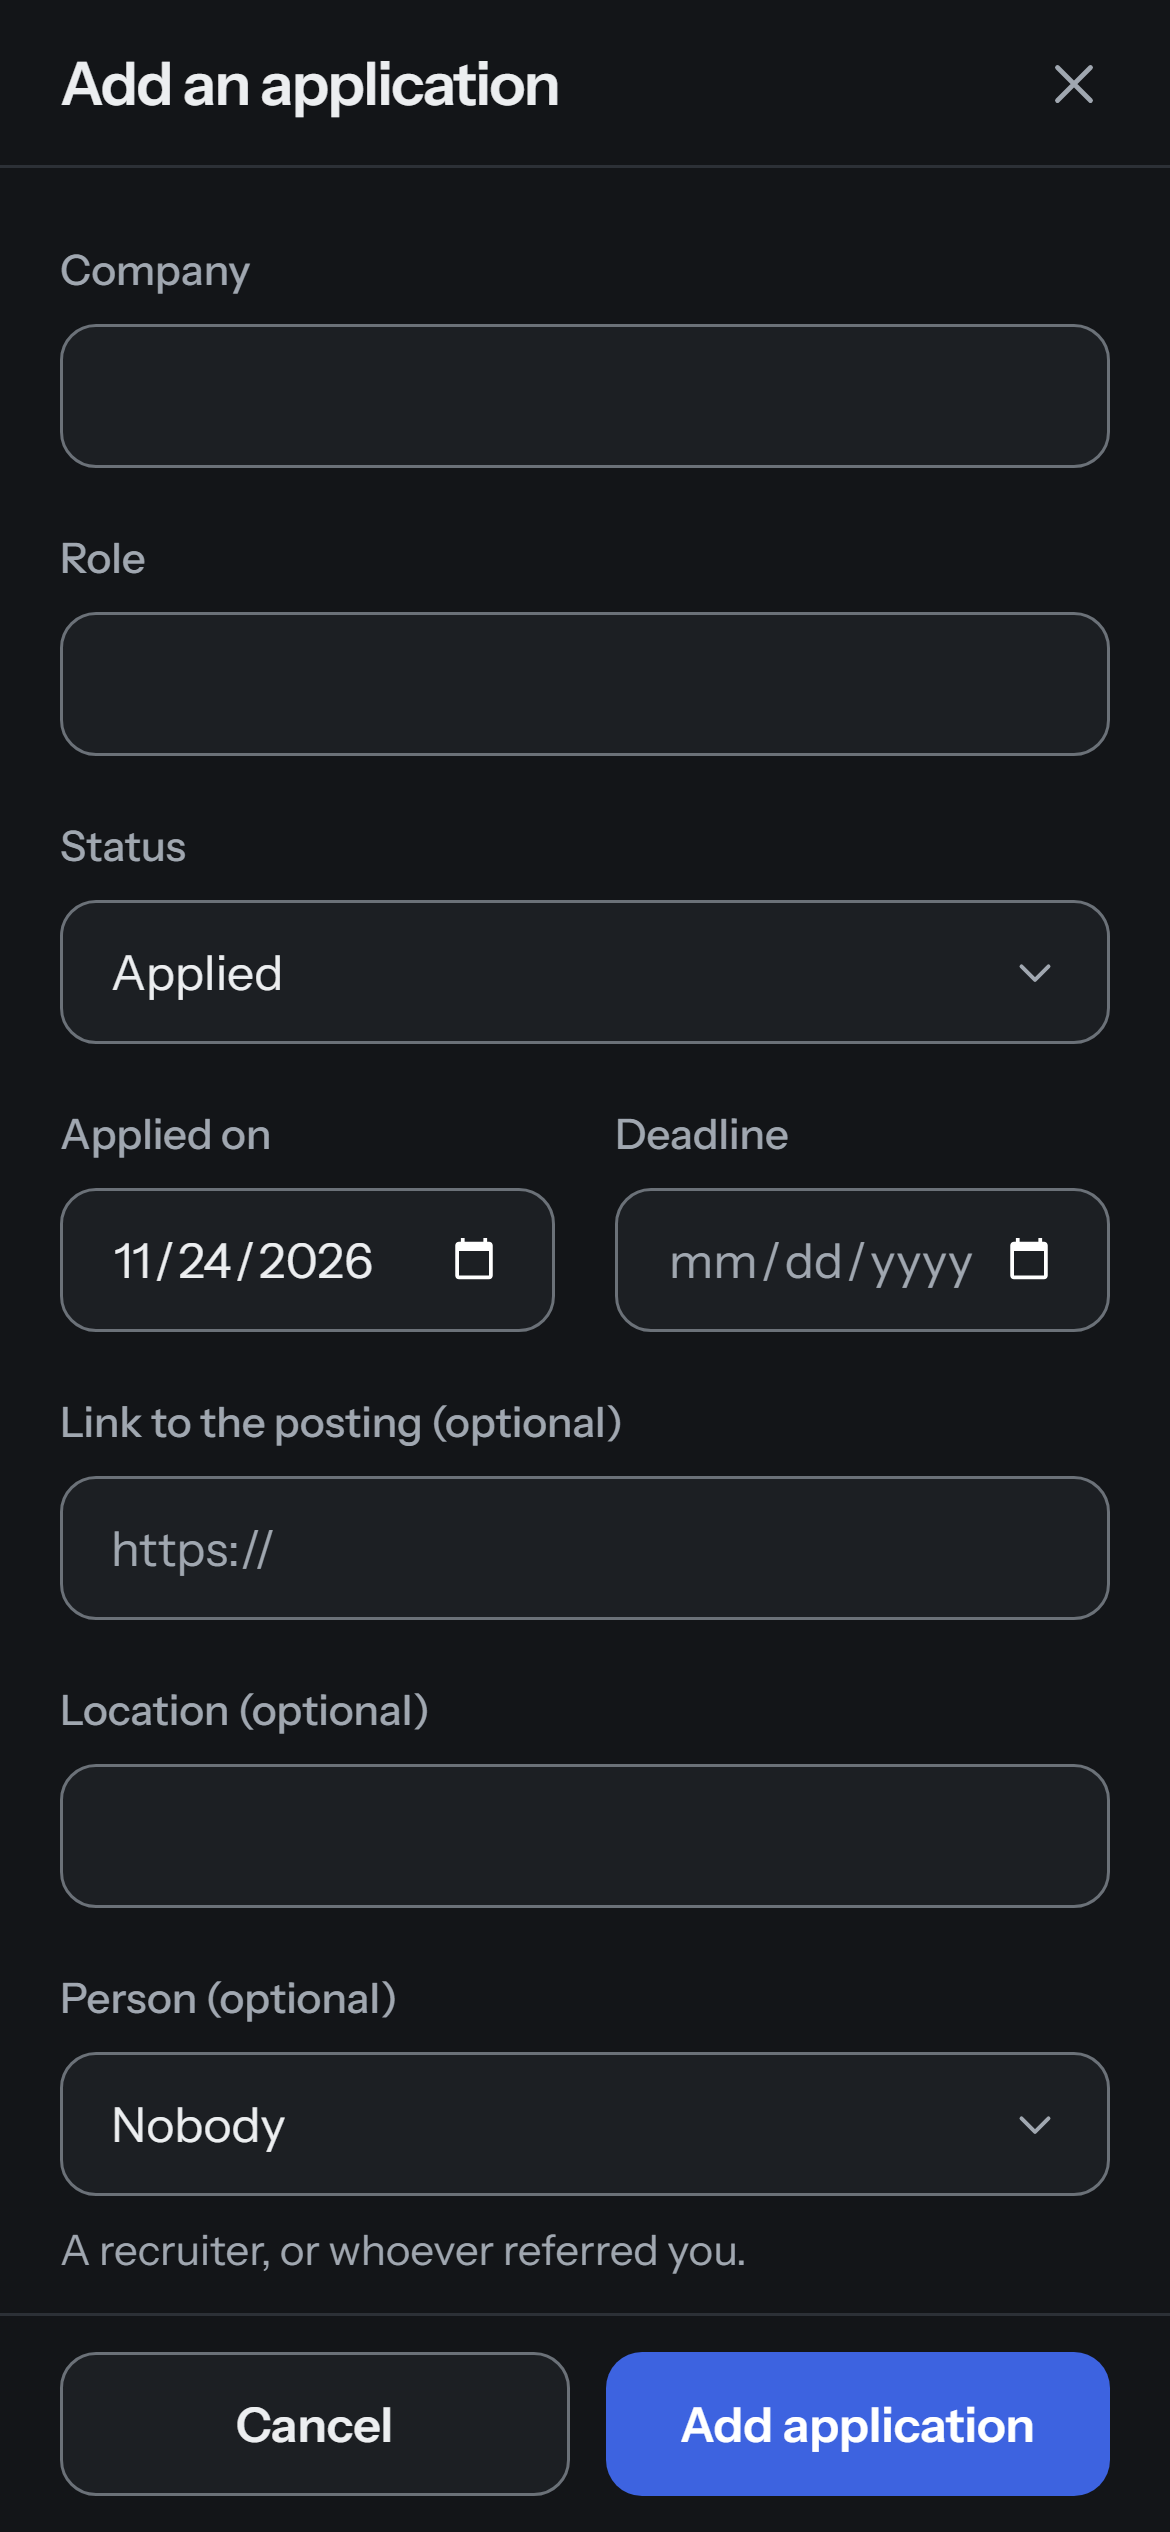 Add an application
Company
Role
Status
Applied
Applied on
Deadline
11/24/2026
mm/dd/yyyy
Link to the posting (optional)
https://
Location (optional)
Person (optional)
Nobody
A recruiter, or whoever referred you.
Cancel
Add application